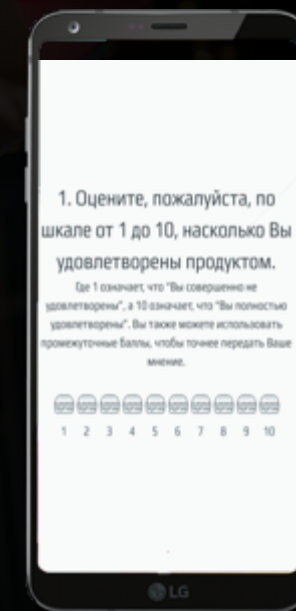 1. Оцените, пожалуйста, по
шкале от 1 до 10, насколько Вы
удовлетворены продуктом.
Где 1 означает, что "Вы совершенно не
удовлетворены", а 10 означает, что "Вы полностью
удовлетворены". Вы также можете использовать
промежуточные баллы, чтобы точнее передать Ваше
мнение.
1 2 3 4 5 6 7 8 9 10
LG